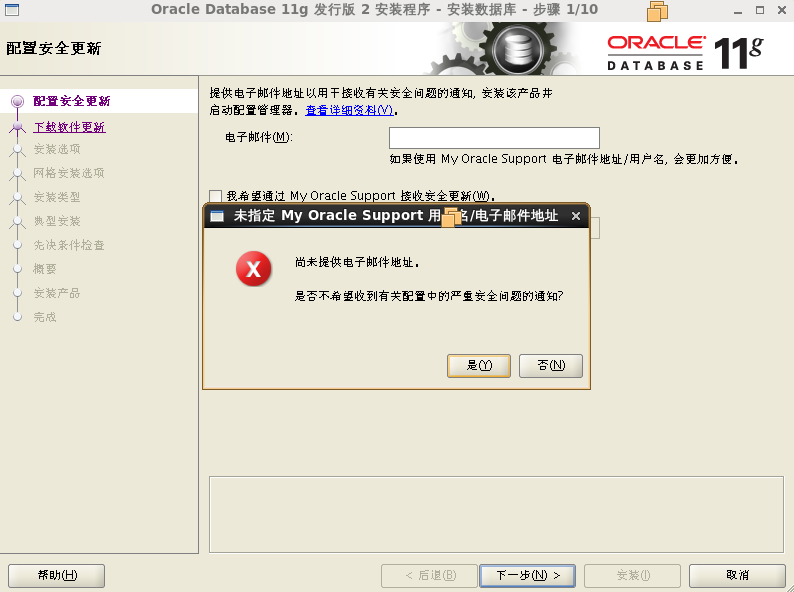 Oracle Database 11g 发行版 2 安装程序 - 安装数据库 - 步骤 1/10
配置安全更新
ORACLE 11g
DATABASE
配置安全更新
下载软件更新
安装选项
网格安装选项
安装类型
典型安装
先决条件检查
概要
安装产品
完成
提供电子邮件地址以用于接收有关安全问题的通知, 安装该产品并
启动配置管理器。查看详细资料(V)。
电子邮件(M):
如果使用 My Oracle Support 电子邮件地址/用户名, 会更加方便。
我希望通过 My Oracle Support 接收安全更新(W)。
未指定 My Oracle Support 用 名/电子邮件地址
尚未提供电子邮件地址。
是否不希望收到有关配置中的严重安全问题的通知?
是(Y) 否(N)
帮助(H) < 后退(B) 下一步(N) > 安装(I) 取消